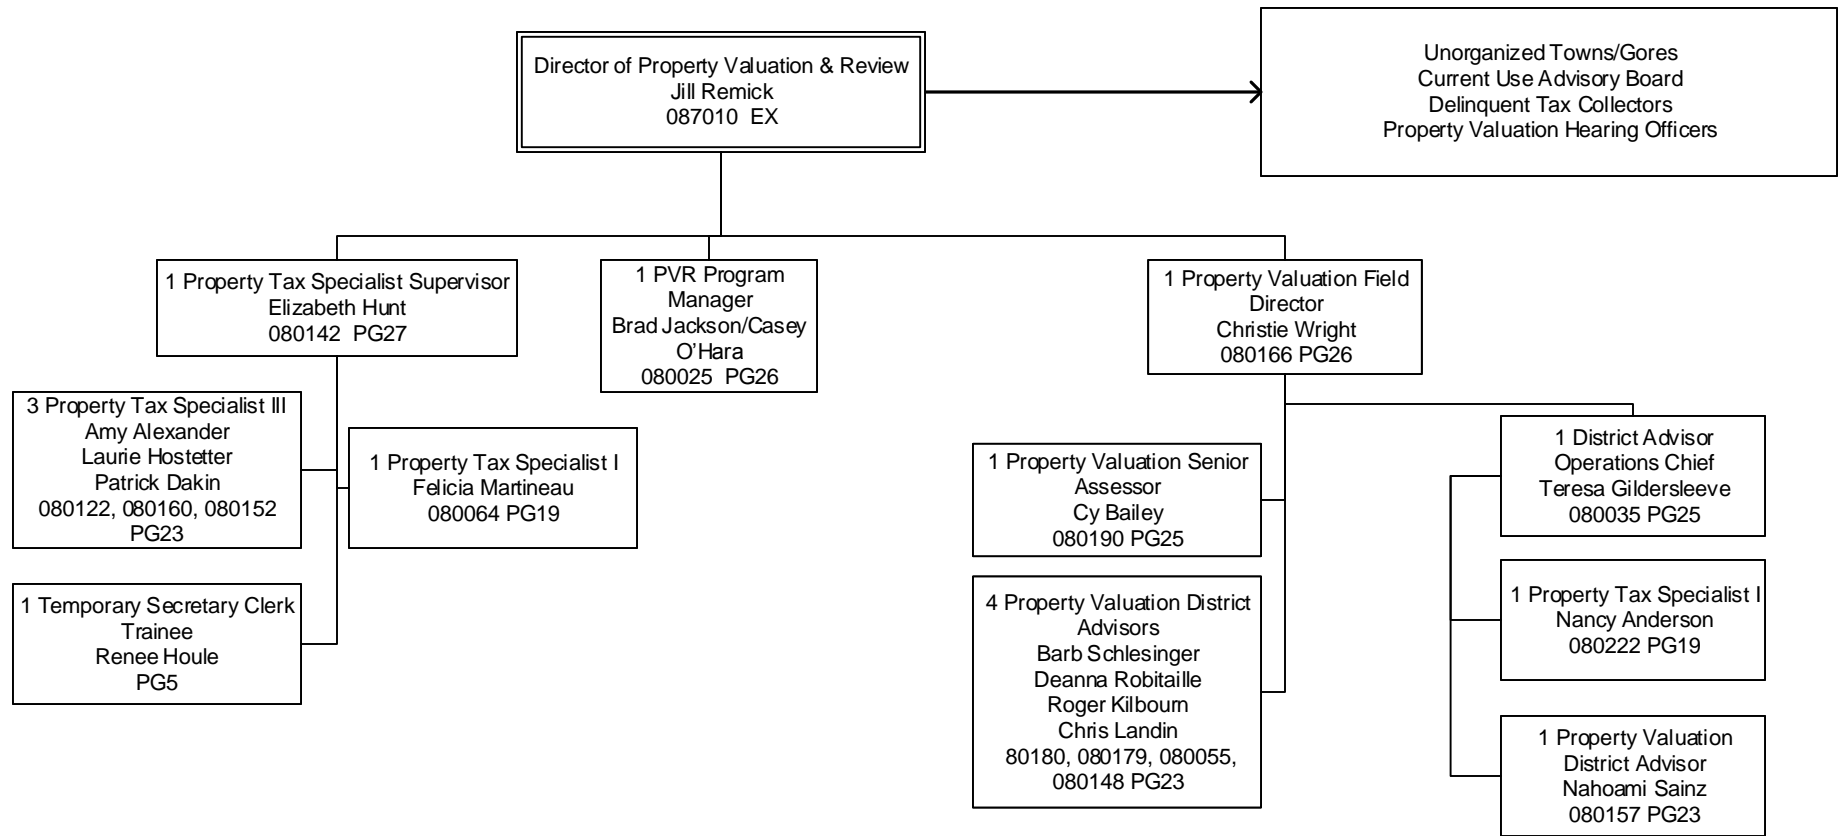 Director of Property Valuation & Review
Jill Remick
087010 EX
Unorganized Towns/Gores
Current Use Advisory Board
Delinquent Tax Collectors
Property Valuation Hearing Officers
1 Property Tax Specialist Supervisor
Elizabeth Hunt
080142 PG27
1 PVR Program
Manager
Brad Jackson/Casey
O'Hara
080025 PG26
1 Property Valuation Field
Director
Christie Wright
080166 PG26
3 Property Tax Specialist III
Amy Alexander
Laurie Hostetter
Patrick Dakin
080122, 080160, 080152
PG23
1 Property Tax Specialist I
Felicia Martineau
080064 PG19
1 Temporary Secretary Clerk
Trainee
Renee Houle
PG5
1 Property Valuation Senior
Assessor
Cy Bailey
080190 PG25
4 Property Valuation District
Advisors
Barb Schlesinger
Deanna Robitaille
Roger Kilbourn
Chris Landin
80180, 080179, 080055,
080148 PG23
1 District Advisor
Operations Chief
Teresa Gildersleeve
080035 PG25
1 Property Tax Specialist I
Nancy Anderson
080222 PG19
1 Property Valuation
District Advisor
Nahoami Sainz
080157 PG23